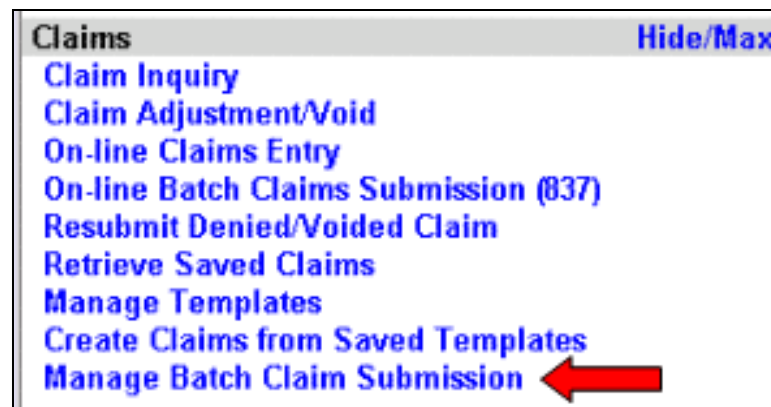 Claims Hide/Max
Claim Inquiry
Claim Adjustment/Void
On-line Claims Entry
On-line Batch Claims Submission (837)
Resubmit Denied/Voided Claim
Retrieve Saved Claims
Manage Templates
Create Claims from Saved Templates
Manage Batch Claim Submission